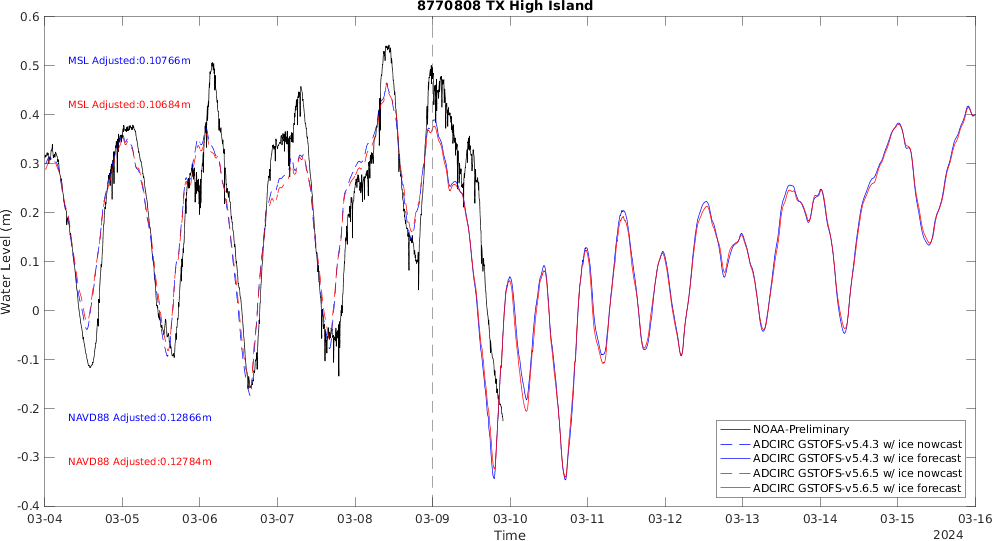 8770808 TX High Island
0.6
0.5
0.4
0.3
0.2
0.1
0
-0.1
-0.2
-0.3
-0.4
Water Level (m)
MSL Adjusted:0.10766m
MSL Adjusted:0.10684m
NAVD88 Adjusted:0.12866m
NAVD88 Adjusted:0.12784m
NOAA-Preliminary
ADCIRC GSTOFS-v5.4.3 w/ ice nowcast
ADCIRC GSTOFS-v5.4.3 w/ ice forecast
ADCIRC GSTOFS-v5.6.5 w/ ice nowcast
ADCIRC GSTOFS-v5.6.5 w/ ice forecast
03-04 03-05 03-06 03-07 03-08 03-09 03-10 03-11 03-12 03-13 03-14 03-15 03-16
Time
2024